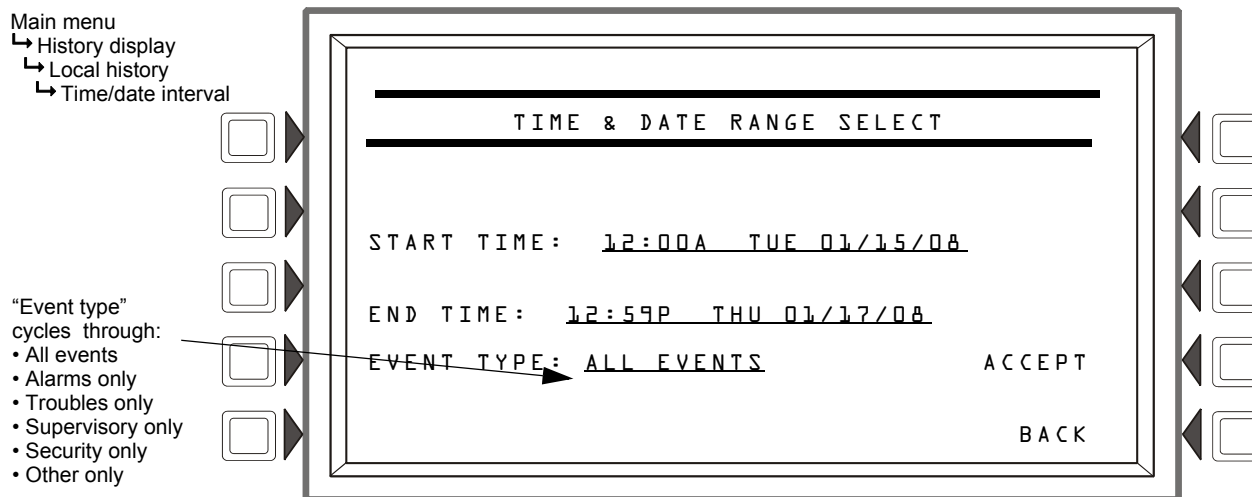 Main menu
History display
Local history
Time/date interval
TIME & DATE RANGE SELECT
START TIME: 12:00A TUE 01/15/08
END TIME: 12:59P THU 01/17/08
EVENT TYPE: ALL EVENTS
ACCEPT
BACK
“Event type”
cycles through:
• All events
• Alarms only
• Troubles only
• Supervisory only
• Security only
• Other only